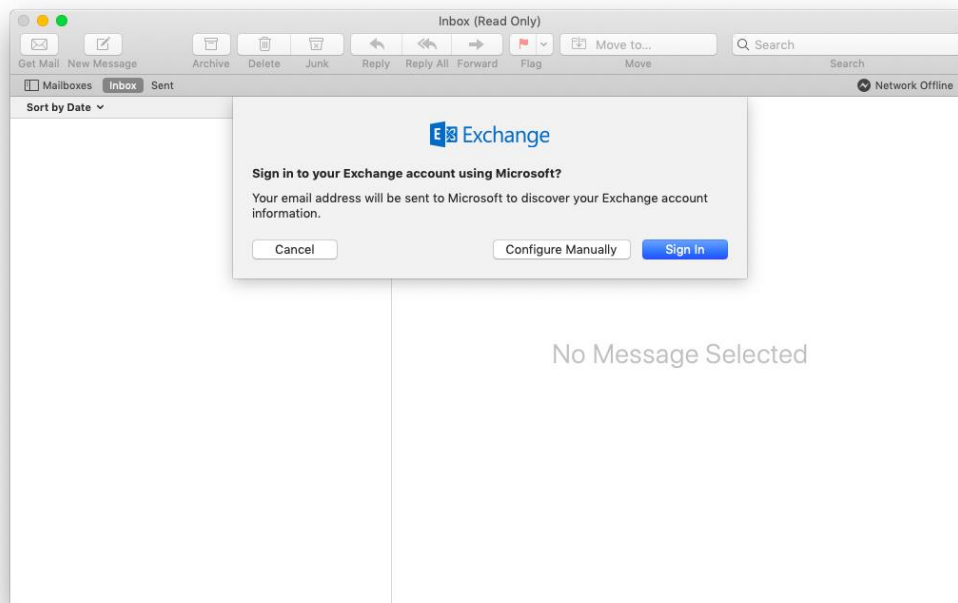 Inbox (Read Only)
Move to...
Search
Get Mail New Message Archive Delete Junk Reply Reply All Forward Flag Move Search
Mailboxes Inbox Sent Network Offline
Sort by Date
E Exchange
Sign in to your Exchange account using Microsoft?
Your email address will be sent to Microsoft to discover your Exchange account
information.
Cancel Configure Manually Sign In
No Message Selected